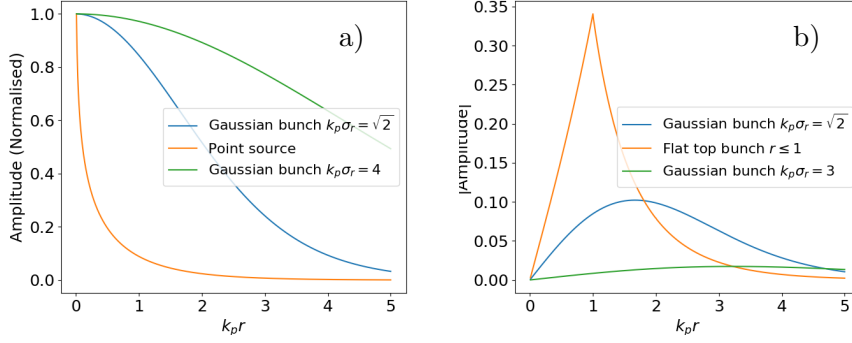 a)
Amplitude (Normalised)
1.0
0.8
0.6
0.4
0.2
0.0
Gaussian bunch $k_p\sigma_r = \sqrt{2}$
Point source
Gaussian bunch $k_p\sigma_r = 4$
0 1 2 3 4 5
$k_p r$
b)
|Amplitude|
0.35
0.30
0.25
0.20
0.15
0.10
0.05
0.00
Gaussian bunch $k_p\sigma_r = \sqrt{2}$
Flat top bunch $r \leq 1$
Gaussian bunch $k_p\sigma_r = 3$
0 1 2 3 4 5
$k_p r$